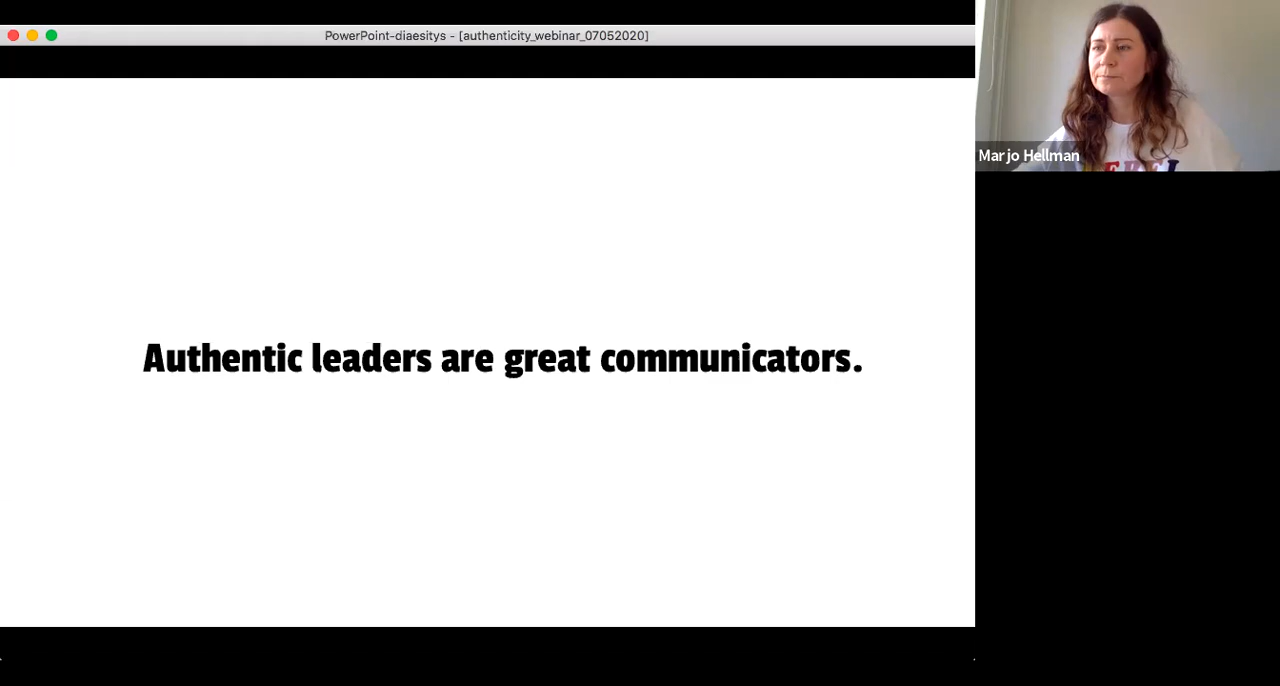 PowerPoint-diaesitys - [authenticity_webinar_07052020]
Marjo Hellman
Authentic leaders are great communicators.